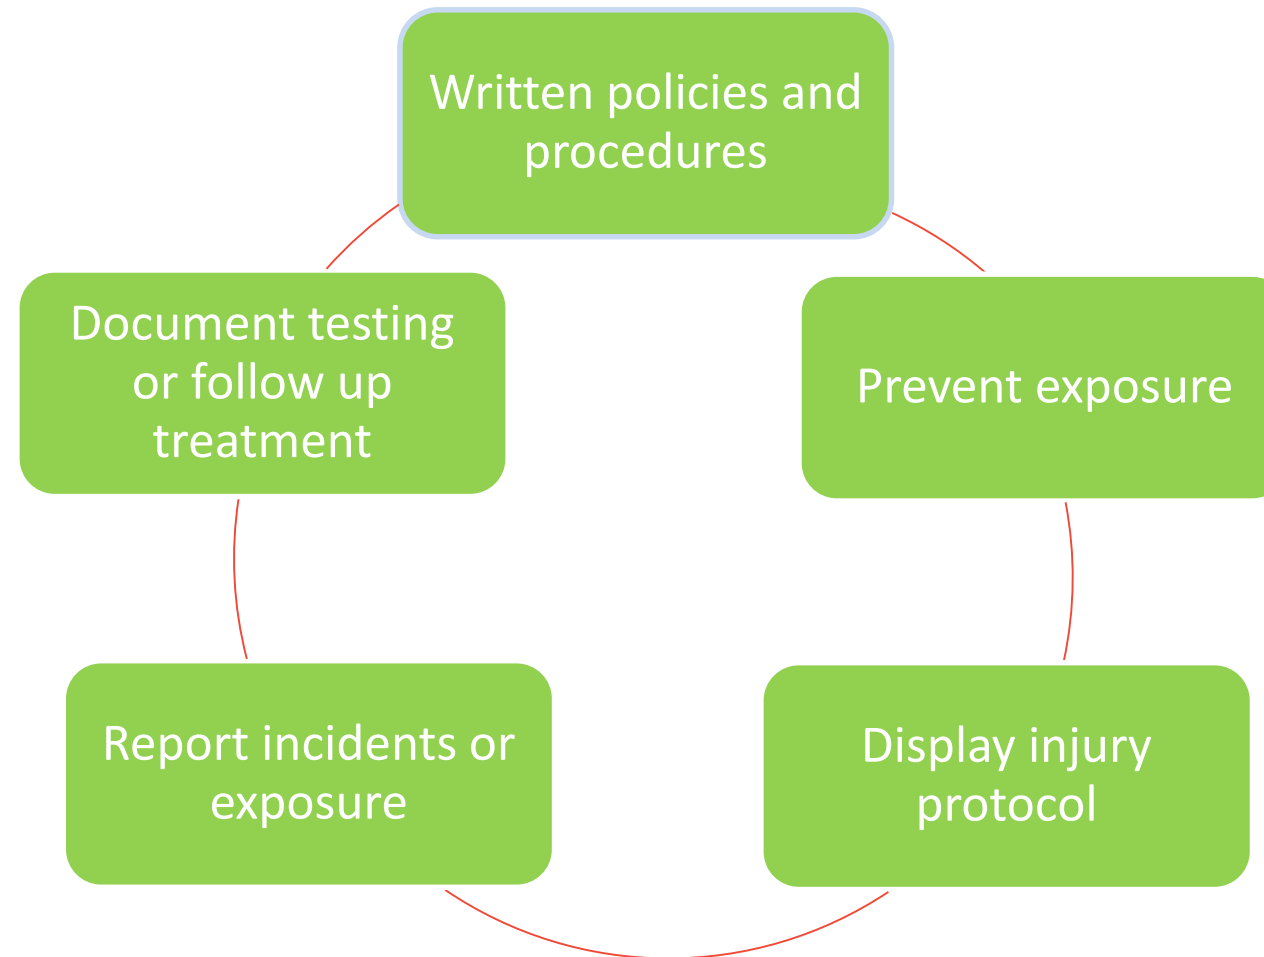 Written policies and
procedures
Prevent exposure
Display injury
protocol
Report incidents or
exposure
Document testing
or follow up
treatment